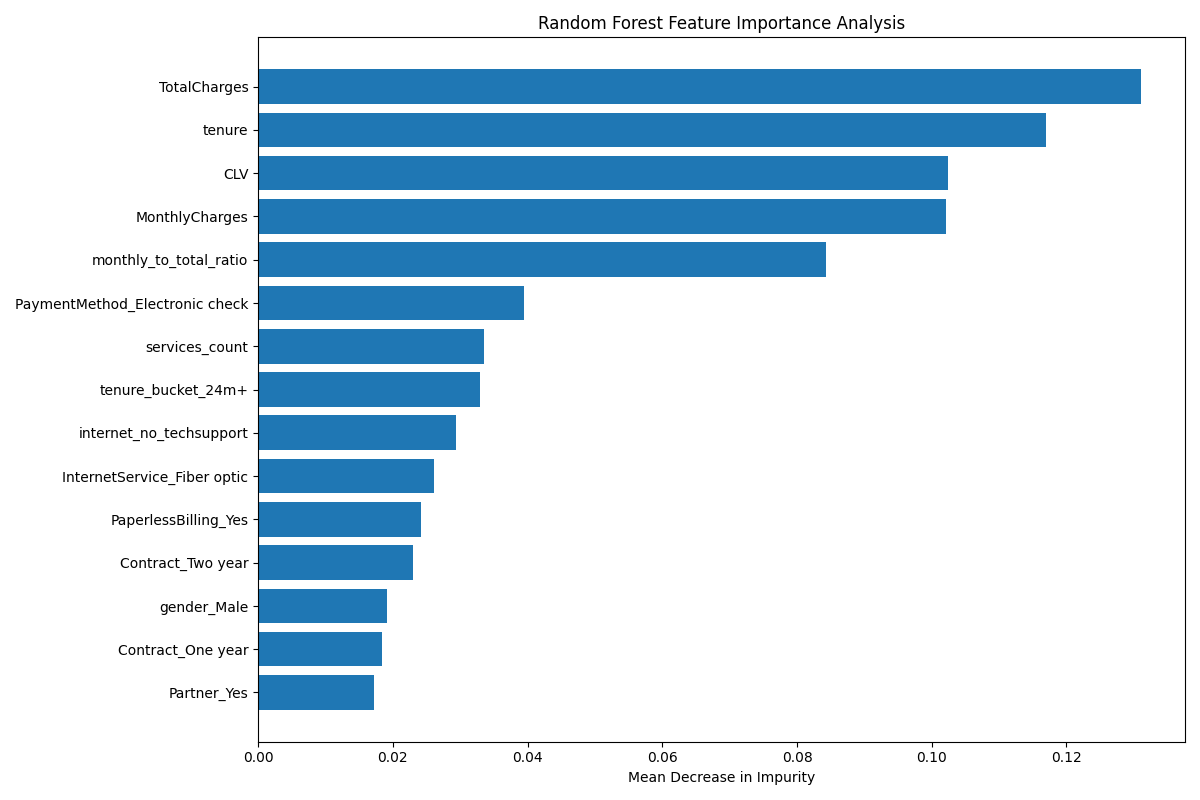 Random Forest Feature Importance Analysis
TotalCharges
tenure
CLV
MonthlyCharges
monthly_to_total_ratio
PaymentMethod_Electronic check
services_count
tenure_bucket_24m+
internet_no_techsupport
InternetService_Fiber optic
PaperlessBilling_Yes
Contract_Two year
gender_Male
Contract_One year
Partner_Yes
0.00 0.02 0.04 0.06 0.08 0.10 0.12
Mean Decrease in Impurity